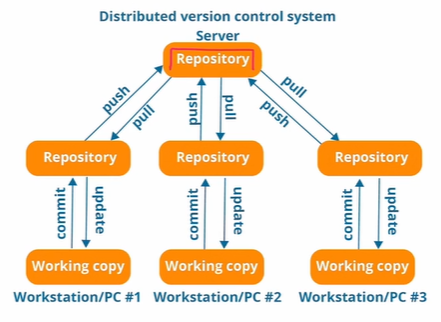 Distributed version control system
Server
Repository
push
pull
push
pull
pull
push
Repository
Repository
Repository
commit
update
commit
update
commit
update
Working copy
Working copy
Working copy
Workstation/PC #1
Workstation/PC #2
Workstation/PC #3